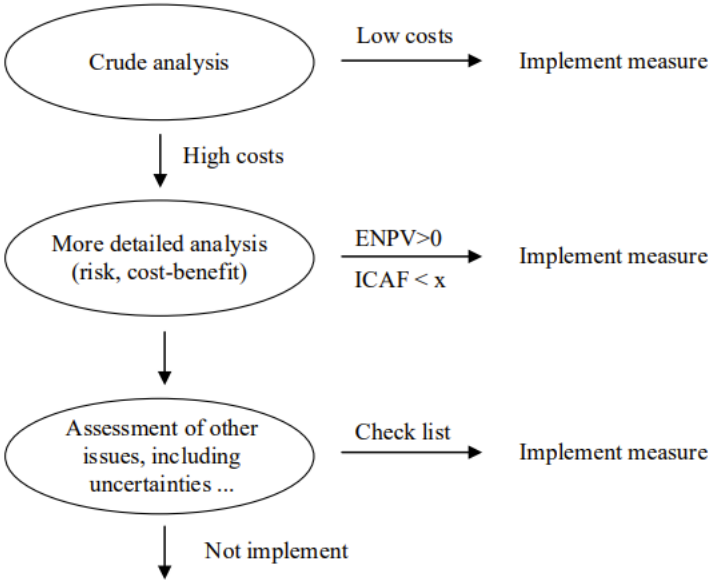 Crude analysis
Low costs
Implement measure
High costs
More detailed analysis
(risk, cost-benefit)
ENPV>0
ICAF < x
Implement measure
Assessment of other
issues, including
uncertainties ...
Check list
Implement measure
Not implement